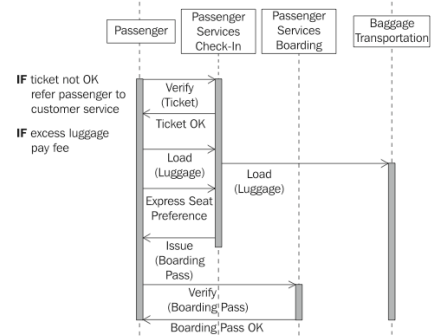 Passenger
Passenger
Services
Check-In
Passenger
Services
Boarding
Baggage
Transportation
IF ticket not OK
refer passenger to
customer service
IF excess luggage
pay fee
Verify
(Ticket)
Ticket OK
Load
(Luggage)
Load
(Luggage)
Express Seat
Preference
Issue
(Boarding
Pass)
Verify
(Boarding Pass)
Boarding Pass OK